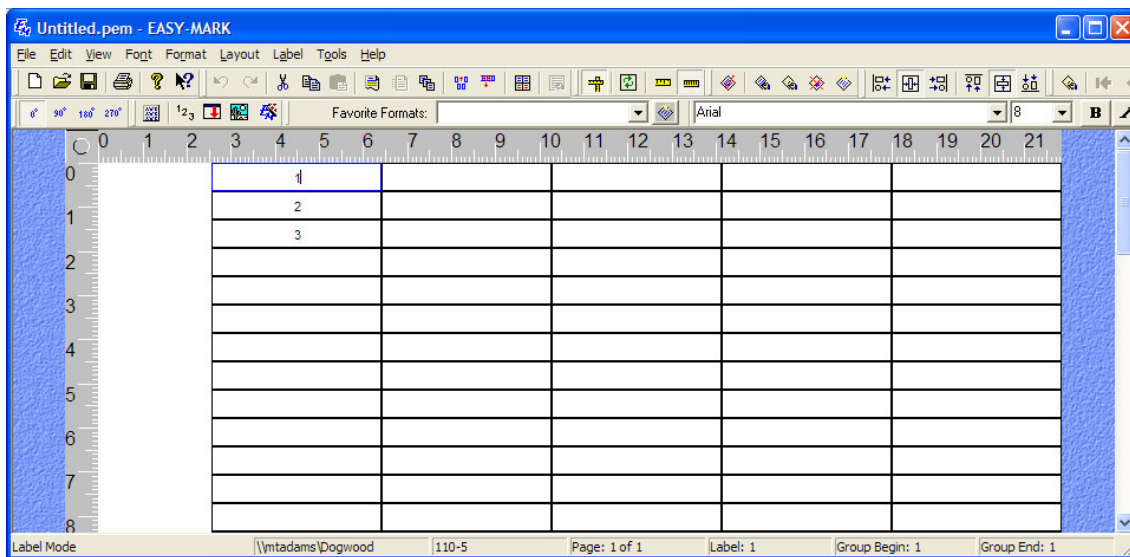 Untitled.pem - EASY-MARK
File Edit View Font Format Layout Label Tools Help
0° 90° 180° 270° 123 Favorite Formats: Arial 8 B
0 1 2 3 4 5 6 7 8 9 10 11 12 13 14 15 16 17 18 19 20 21
0
1
1
2
2
3
3
4
5
6
7
8
Label Mode \\mtadams\Dogwood 110-5 Page: 1 of 1 Label: 1 Group Begin: 1 Group End: 1